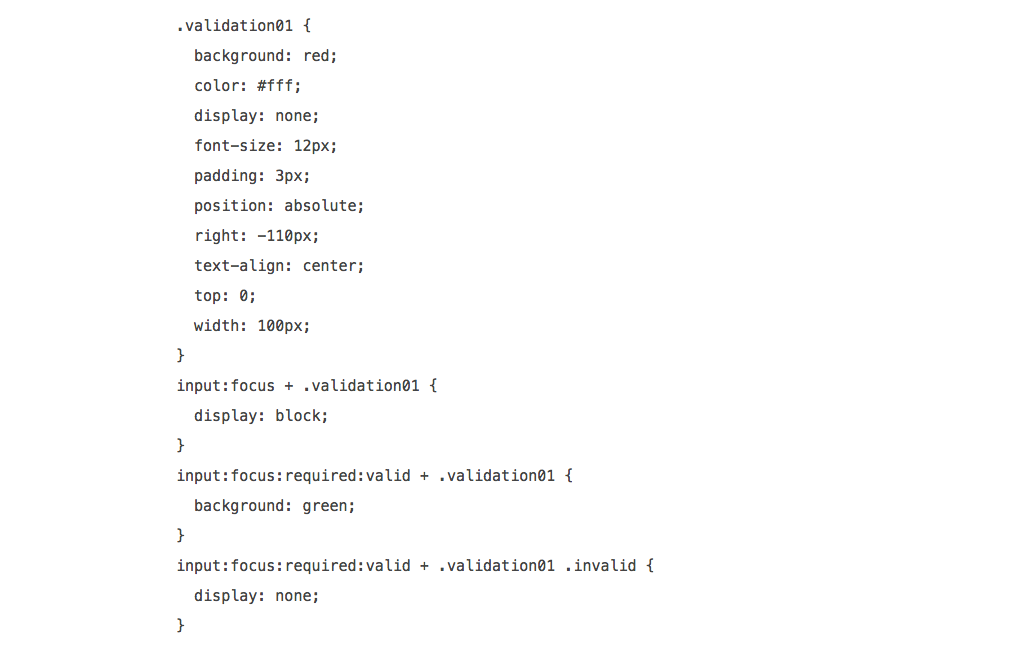 .validation01 {
  background: red;
  color: #fff;
  display: none;
  font-size: 12px;
  padding: 3px;
  position: absolute;
  right: -110px;
  text-align: center;
  top: 0;
  width: 100px;
}
input:focus + .validation01 {
  display: block;
}
input:focus:required:valid + .validation01 {
  background: green;
}
input:focus:required:valid + .validation01 .invalid {
  display: none;
}